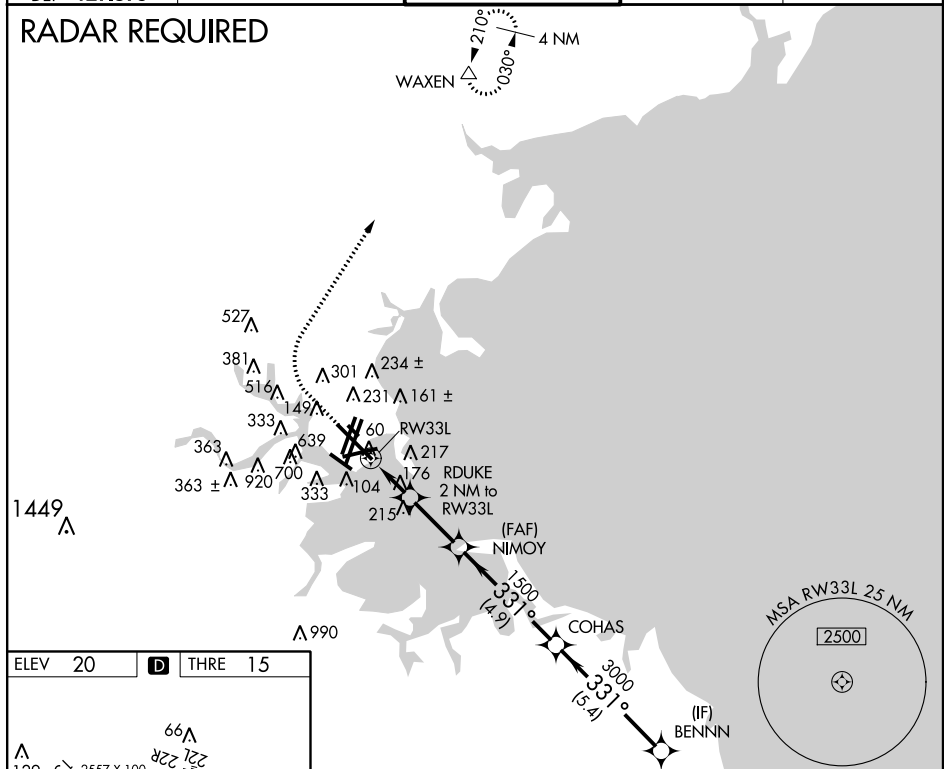 RADAR REQUIRED
210°
4 NM
030°
WAXEN
527
381
516
301
234 ±
149
231
161 ±
333
60
RW33L
639
363
217
700
920
363 ±
333
104
176
RDUKE
2 NM to
RW33L
215
1449
(FAF)
NIMOY
1500
331°
(4.9)
COHAS
990
3000
331°
(5.4)
(IF)
BENNN
MSA RW33L 25 NM
2500
ELEV 20
D
THRE 15
99
22L
22R
2557 X 100